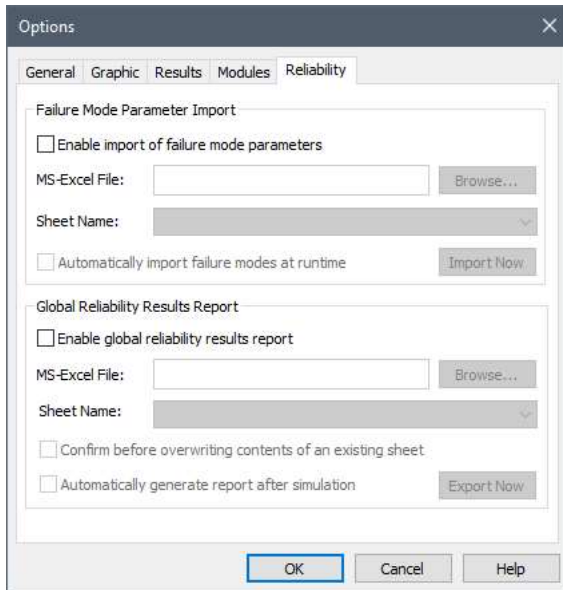 Options
General Graphic Results Modules Reliability
Failure Mode Parameter Import
Enable import of failure mode parameters
MS-Excel File: Browse...
Sheet Name:
Automatically import failure modes at runtime Import Now
Global Reliability Results Report
Enable global reliability results report
MS-Excel File: Browse...
Sheet Name:
Confirm before overwriting contents of an existing sheet
Automatically generate report after simulation Export Now
OK Cancel Help